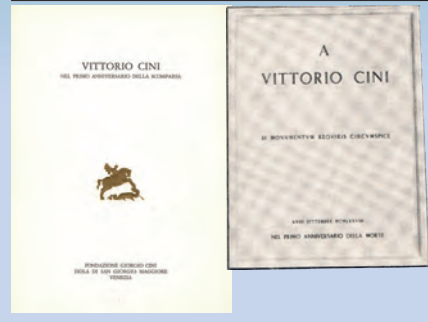 VITTORIO CINI
NEL PRIMO ANNIVERSARIO DELLA SCOMPARSA
FONDAZIONE GIORGIO CINI
ISOLA DI SAN GIORGIO MAGGIORE
VENEZIA
A
VITTORIO CINI
SI MONVMENTVM REQVIRIS CIRCVMSPICE
NEL PRIMO ANNIVERSARIO DELLA MORTE